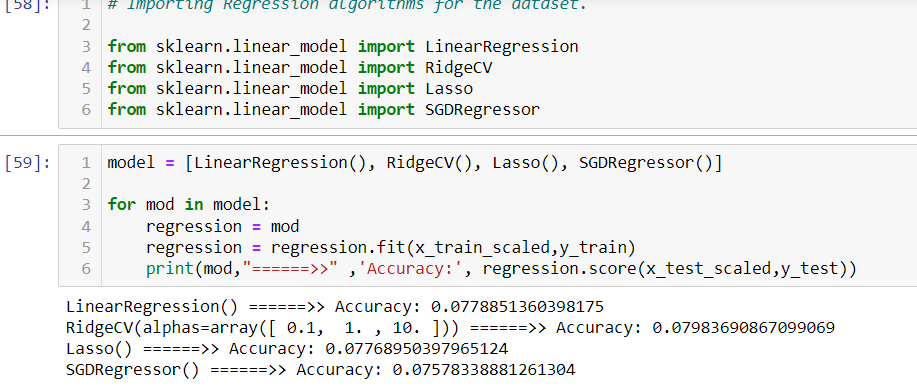 [58]: 1 # Importing Regression algorithms for the dataset.
2
3 from sklearn.linear_model import LinearRegression
4 from sklearn.linear_model import RidgeCV
5 from sklearn.linear_model import Lasso
6 from sklearn.linear_model import SGDRegressor
[59]: 1 model = [LinearRegression(), RidgeCV(), Lasso(), SGDRegressor()]
2
3 for mod in model:
4 regression = mod
5 regression = regression.fit(x_train_scaled,y_train)
6 print(mod,"======>>" ,'Accuracy:', regression.score(x_test_scaled,y_test))
LinearRegression() ======>> Accuracy: 0.0778851360398175
RidgeCV(alphas=array([ 0.1, 1. , 10. ])) ======>> Accuracy: 0.07983690867099069
Lasso() ======>> Accuracy: 0.07768950397965124
SGDRegressor() ======>> Accuracy: 0.07578338881261304